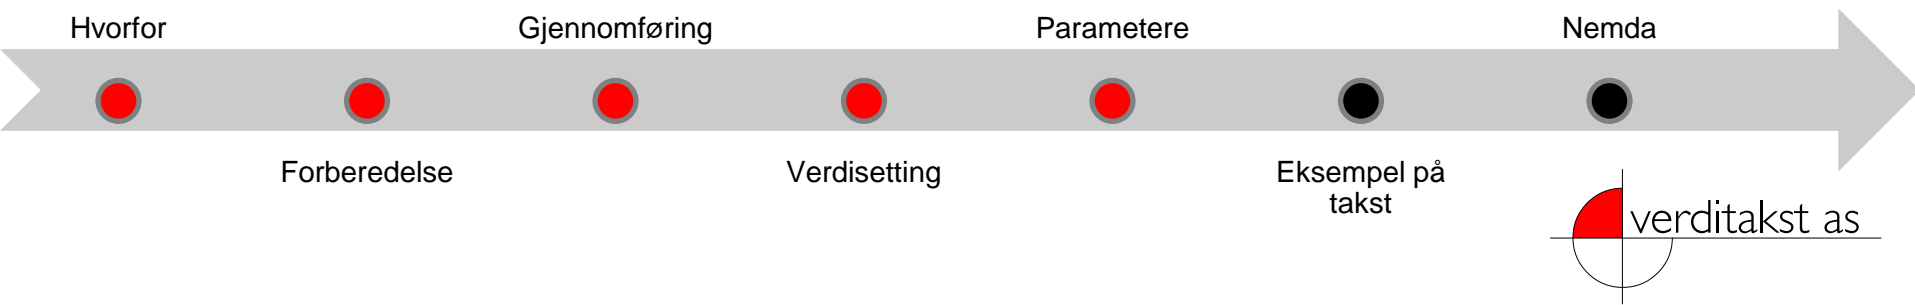 Hvorfor
Gjennomføring
Parametere
Nemda
Forberedelse
Verdisetting
Eksempel på
takst
verditakst as